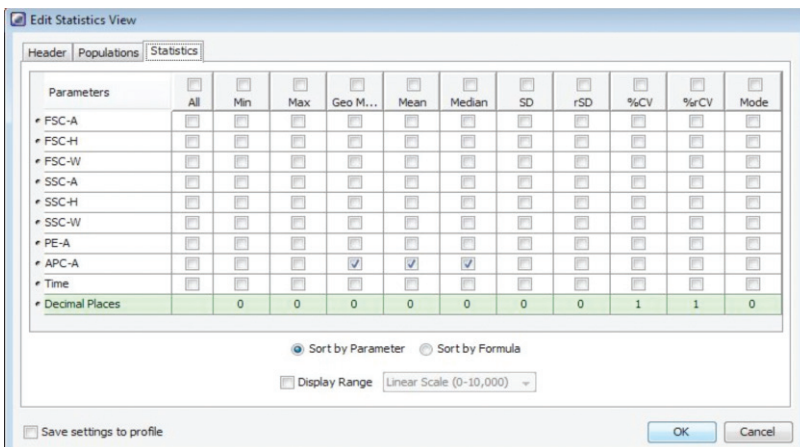 Edit Statistics View
Header Populations Statistics
Parameters All Min Max Geo M... Mean Median SD rSD %CV %rCV Mode
FSC-A
FSC-H
FSC-W
SSC-A
SSC-H
SSC-W
PE-A
APC-A
Time
Decimal Places 0 0 0 0 0 0 0 1 1 0
Sort by Parameter Sort by Formula
Display Range Linear Scale (0-10,000)
Save settings to profile OK Cancel